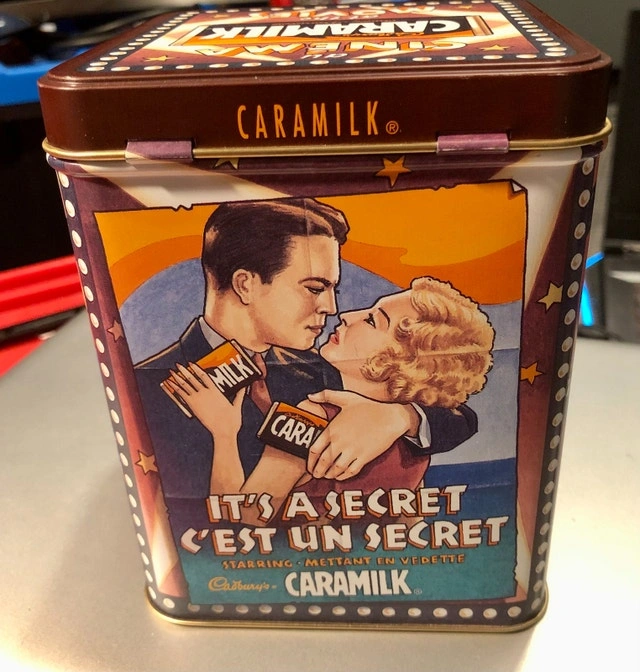 CINEMA
CARAMILK
CARAMILK®
MILK
CARA
IT'S A SECRET
C'EST UN SECRET
STARRING · METTANT EN VEDETTE
Cadbury's CARAMILK®